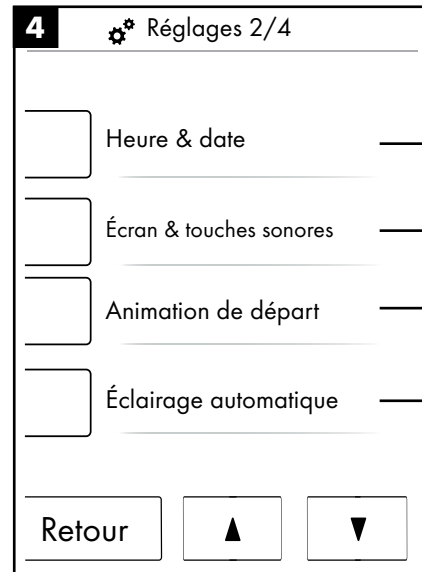 4
Réglages 2/4
Heure & date
Écran & touches sonores
Animation de départ
Éclairage automatique
Retour